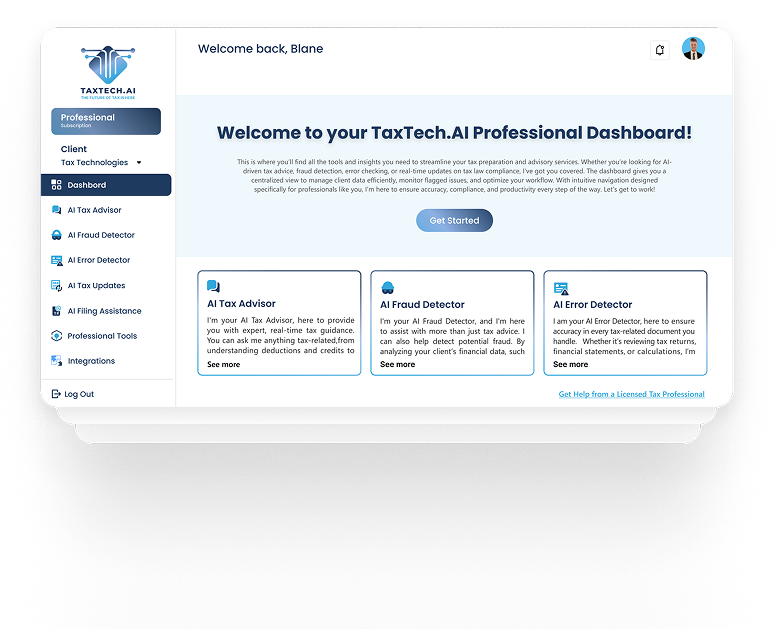 TAXTECH.AI
THE FUTURE OF TAX IS HERE
Professional
Subscription
Client
Tax Technologies
Dashbord
AI Tax Advisor
AI Fraud Detector
AI Error Detector
AI Tax Updates
AI Filing Assistance
Professional Tools
Integrations
Log Out
Welcome back, Blane
Welcome to your TaxTech.AI Professional Dashboard!
This is where you'll find all the tools and insights you need to streamline your tax preparation and advisory services. Whether you're looking for AI-
driven tax advice, fraud detection, error checking, or real-time updates on tax law compliance, I've got you covered. The dashboard gives you a
centralized view to manage client data efficiently, monitor flagged issues, and optimize your workflow. With intuitive navigation designed
specifically for professionals like you, I'm here to ensure accuracy, compliance, and productivity every step of the way. Let's get to work!
Get Started
AI Tax Advisor
I'm your AI Tax Advisor, here to provide
you with expert, real-time tax guidance.
You can ask me anything tax-related,from
understanding deductions and credits to
See more
AI Fraud Detector
I'm your AI Fraud Detector, and I'm here
to assist with more than just tax advice. I
can also help detect potential fraud. By
analyzing your client's financial data, such
See more
AI Error Detector
I am your AI Error Detector, here to ensure
accuracy in every tax-related document you
handle. Whether it's reviewing tax returns,
financial statements, or calculations, I'm
See more
Get Help from a Licensed Tax Professional